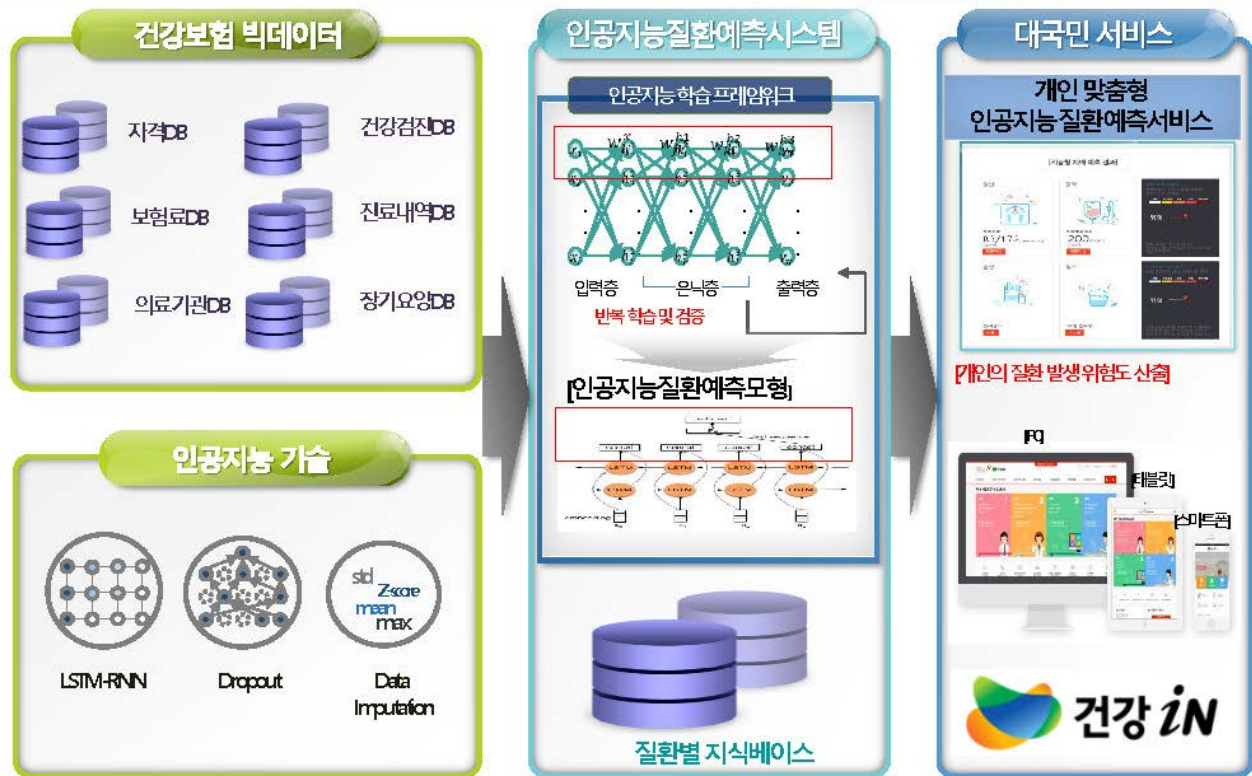 건강보험 빅데이터
자격DB
건강검진DB
보험료DB
진료내역DB
의료기관DB
장기요양DB
인공지능 기술
std
Z-score
mean
max
LSTM-RNN
Dropout
Data
Imputation
인공지능질환예측시스템
인공지능 학습 프레임워크
입력층
은닉층
출력층
반복 학습 및 검증
[인공지능질환예측모형]
LSTM
LSTM
LSTM
LSTM
질환별 지식베이스
대국민 서비스
개인 맞춤형
인공지능 질환예측서비스
위험
[개인의 질환 발생 위험도 산출]
[PC]
[태블릿]
[스마트폰]
건강iN